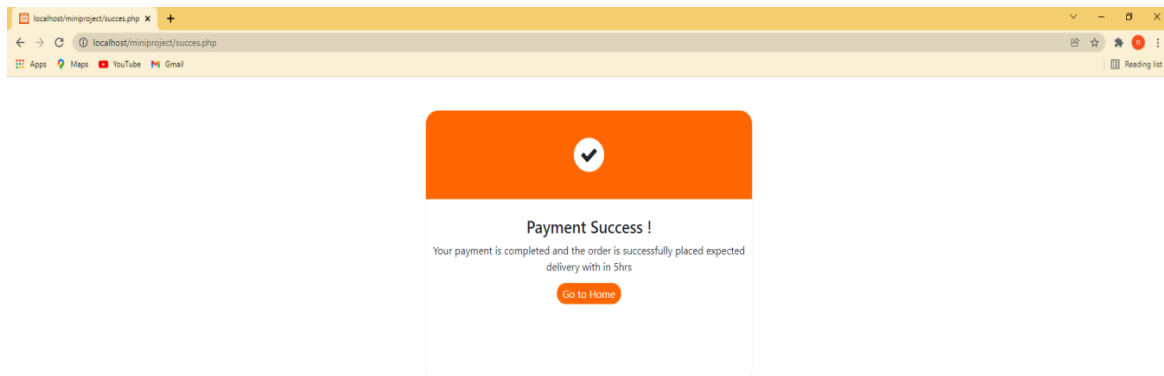 localhost/miniproject/succes.php
localhost/miniproject/succes.php
n
Apps Maps YouTube Gmail Reading list
Payment Success !
Your payment is completed and the order is successfully placed expected
delivery with in 5hrs
Go to Home